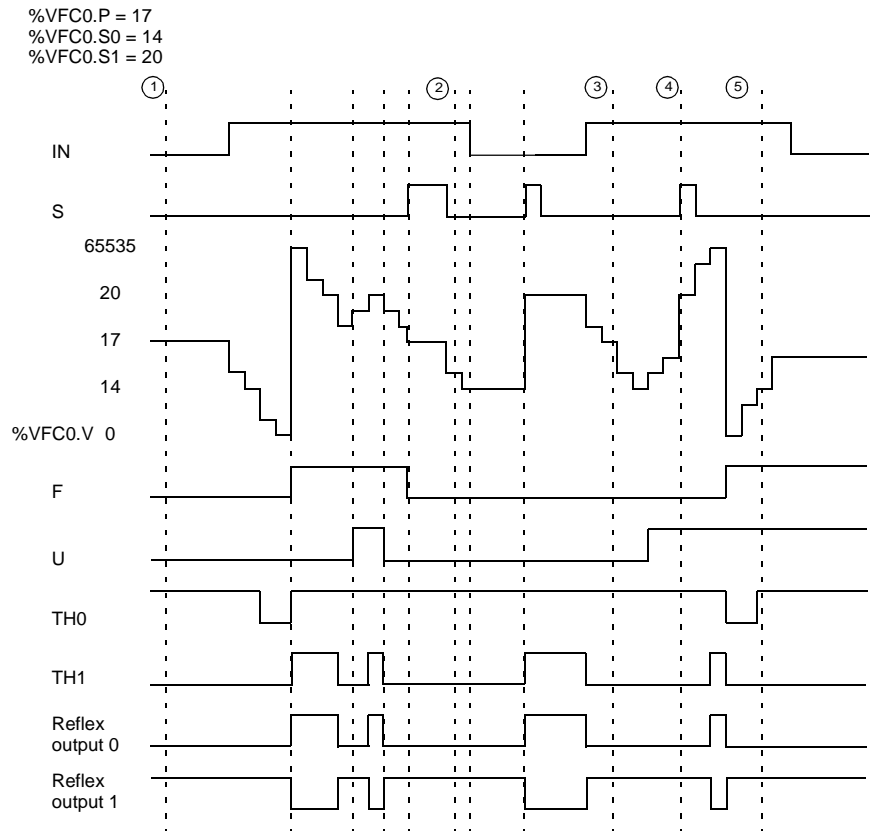 %VFC0.P = 17
%VFC0.S0 = 14
%VFC0.S1 = 20
1
2
3
4
5
IN
S
65535
20
17
14
%VFC0.V 0
F
U
TH0
TH1
Reflex
output 0
Reflex
output 1